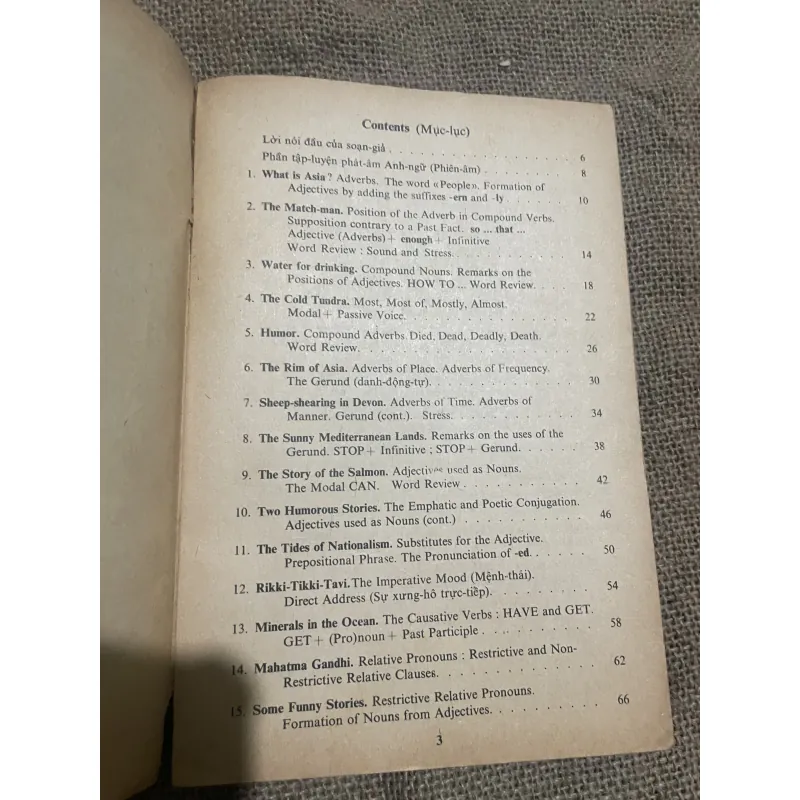 Contents (Mục-lục)
Lời nói đầu của soạn-giả . . . . . . . . . . . . . . . . . . 6
Phần tập-luyện phát-âm Anh-ngữ (Phiên-âm) . . . . . . . . 8
1. What is Asia? Adverbs. The word «People». Formation of
Adjectives by adding the suffixes -ern and -ly . . . . . . 10
2. The Match-man. Position of the Adverb in Compound Verbs.
Supposition contrary to a Past Fact. so ... that ...
Adjective (Adverbs) + enough + Infinitive
Word Review : Sound and Stress. . . . . . . . . . . . 14
3. Water for drinking. Compound Nouns. Remarks on the
Positions of Adjectives. HOW TO ... Word Review. . . . 18
4. The Cold Tundra. Most, Most of, Mostly, Almost.
Modal + Passive Voice. . . . . . . . . . . . . . . . . 22
5. Humor. Compound Adverbs. Died, Dead, Deadly, Death.
Word Review. . . . . . . . . . . . . . . . . . . . . . 26
6. The Rim of Asia. Adverbs of Place. Adverbs of Frequency.
The Gerund (danh-động-tự). . . . . . . . . . . . . . . 30
7. Sheep-shearing in Devon. Adverbs of Time. Adverbs of
Manner. Gerund (cont.). Stress. . . . . . . . . . . . . 34
8. The Sunny Mediterranean Lands. Remarks on the uses of the
Gerund. STOP + Infinitive ; STOP + Gerund. . . . . . 38
9. The Story of the Salmon. Adjectives used as Nouns.
The Modal CAN. Word Review . . . . . . . . . . . . 42
10. Two Humorous Stories. The Emphatic and Poetic Conjugation.
Adjectives used as Nouns (cont.) . . . . . . . . . . . . 46
11. The Tides of Nationalism. Substitutes for the Adjective.
Prepositional Phrase. The Pronunciation of -ed. . . . . . 50
12. Rikki-Tikki-Tavi. The Imperative Mood (Mệnh-thái).
Direct Address (Sự xưng-hô trực-tiếp). . . . . . . . . . 54
13. Minerals in the Ocean. The Causative Verbs : HAVE and GET.
GET + (Pro)noun + Past Participle . . . . . . . . . . . 58
14. Mahatma Gandhi. Relative Pronouns : Restrictive and Non-
Restrictive Relative Clauses. . . . . . . . . . . . . . . 62
15. Some Funny Stories. Restrictive Relative Pronouns.
Formation of Nouns from Adjectives. . . . . . . . . . 66
3